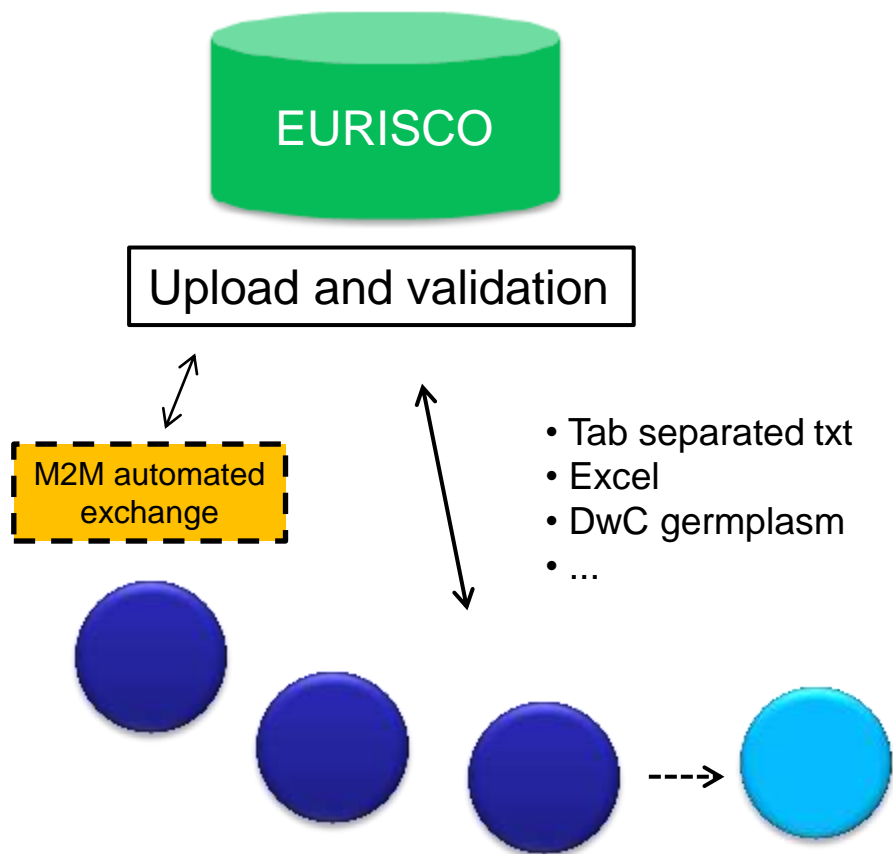 EURISCO
Upload and validation
M2M automated
exchange
• Tab separated txt
• Excel
• DwC germplasm
• ...